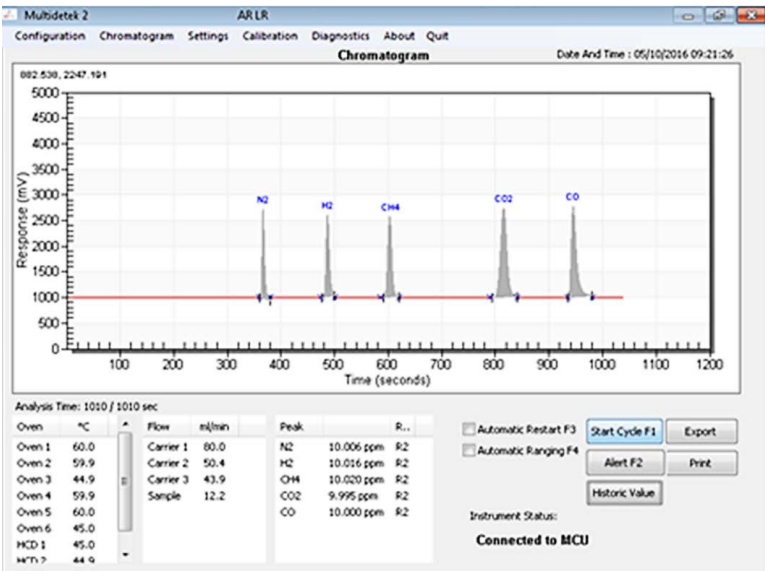 Multidetek 2 AR LR
Configuration Chromatogram Settings Calibration Diagnostics About Quit
Chromatogram Date And Time : 05/10/2016 09:21:26
882.538, 2247.191
5000
4500
4000
3500
3000
2500
2000
1500
1000
500
0
Response (mV)
N2 H2 CH4 CO2 CO
100 200 300 400 500 600 700 800 900 1000 1100 1200
Time (seconds)
Analysis Time: 1010 / 1010 sec
Oven °C Flow ml/min Peak R..
Oven 1 60.0 Carrier 1 80.0 N2 10.006 ppm R2
Oven 2 59.9 Carrier 2 50.4 H2 10.016 ppm R2
Oven 3 44.9 Carrier 3 43.9 CH4 10.020 ppm R2
Oven 4 59.9 Sample 12.2 CO2 9.995 ppm R2
Oven 5 60.0 CO 10.000 ppm R2
Oven 6 45.0
HCD 1 45.0
HCD 2 44.9
Automatic Restart F3 Start Cycle F1 Export
Automatic Ranging F4 Alert F2 Print
Historic Value
Instrument Status:
Connected to MCU